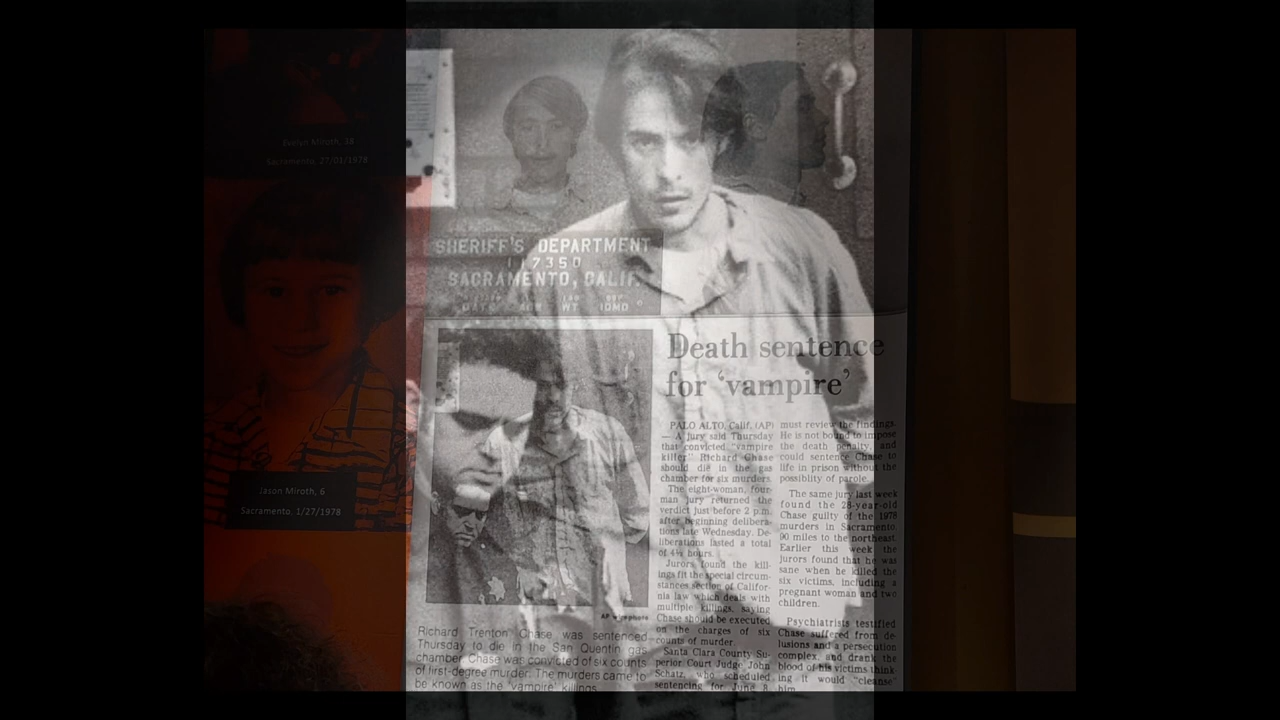 Evelyn Miroth, 38
Sacramento, 27/01/1978
Jason Miroth, 6
Sacramento. 1/27/1978
SHERIFF'S DEPARTMENT
117350
SACRAMENTO, CALIF.
WT IDMO
Death sentence
for 'vampire'
PALO ALTO, Calif. (AP)
— A jury said Thursday
that convicted "vampire
killer" Richard Chase
should die in the gas
chamber for six murders.
The eight-woman, four-
man jury returned the
verdict just before 2 p.m.
after beginning delibera-
tions late Wednesday. De-
liberations lasted a total
of 4½ hours.
Jurors found the kill-
ings fit the special circum-
stances section of Califor-
nia law which deals with
multiple killings, saying
Chase should be executed
on the charges of six
counts of murder.
Santa Clara County Su-
perior Court Judge John
Schatz, who scheduled
sentencing for June 8,
must review the findings.
He is not bound to impose
the death penalty, and
could sentence Chase to
life in prison without the
possiblity of parole.
The same jury last week
found the 28-year-old
Chase guilty of the 1978
murders in Sacramento,
90 miles to the northeast.
Earlier this week the
jurors found that he was
sane when he killed the
six victims, including a
pregnant woman and two
children.
Psychiatrists testified
Chase suffered from de-
lusions and a persecution
complex, and drank the
blood of his victims think-
ing it would "cleanse"
him.
AP wirephoto
Richard Trenton Chase was sentenced
Thursday to die in the San Quentin gas
chamber. Chase was convicted of six counts
of first-degree murder. The murders came to
be known as the 'vampire' killings.